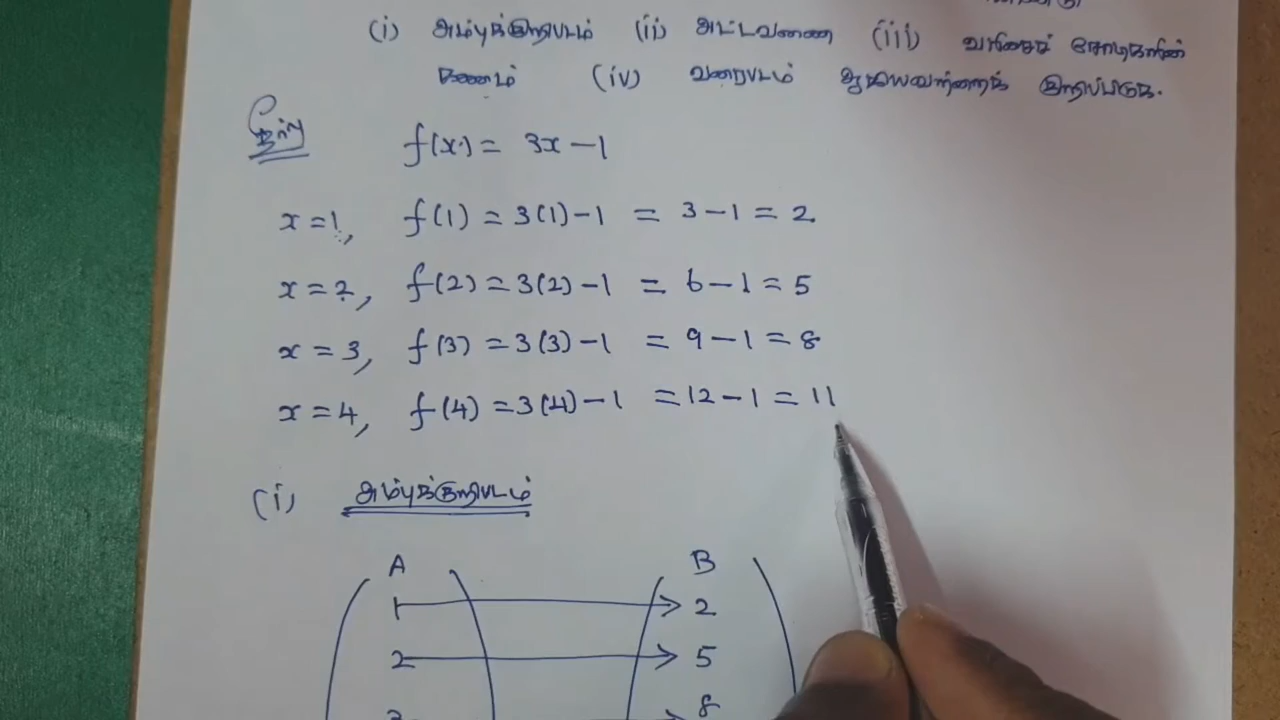 (i) அம்புக்குறிபடம் (ii) அட்டவணை (iii) வரிசைச் சோடிகளின்
கணம் (iv) வரைபடம் ஆகியவற்றைக் குறிப்பிடுக.
தீர்வு f(x) = 3x − 1
x = 1, f(1) = 3(1) − 1 = 3 − 1 = 2
x = 2, f(2) = 3(2) − 1 = 6 − 1 = 5
x = 3, f(3) = 3(3) − 1 = 9 − 1 = 8
x = 4, f(4) = 3(4) − 1 = 12 − 1 = 11
(i) அம்புக்குறிபடம்
A B
1 2
2 5
3 8